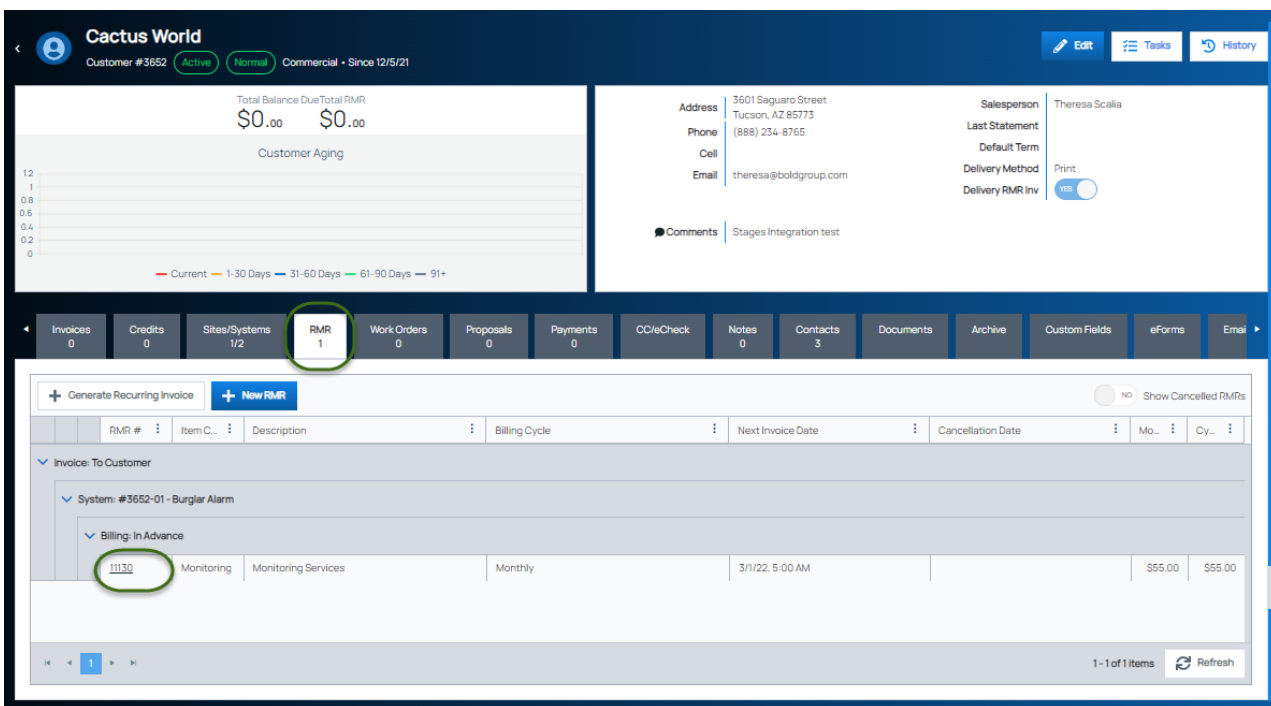 Cactus World
Customer #3652 Active Normal Commercial • Since 12/5/21
Edit Tasks History
Total Balance Due Total RMR
$0.00 $0.00
Customer Aging
1.2
1
0.8
0.6
0.4
0.2
0
Current 1-30 Days 31-60 Days 61-90 Days 91+
Address 3601 Saguaro Street
Tucson, AZ 85773
Phone (888) 234-8765
Cell
Email theresa@boldgroup.com
Comments Stages Integration test
Salesperson Theresa Scalia
Last Statement
Default Term
Delivery Method Print
Delivery RMR Inv YES
Invoices Credits Sites/Systems RMR Work Orders Proposals Payments CC/eCheck Notes Contacts Documents Archive Custom Fields eForms Emai
0 0 1/2 1 0 0 0 0 3
Generate Recurring Invoice New RMR NO Show Cancelled RMRs
RMR # Item C... Description Billing Cycle Next Invoice Date Cancellation Date Mo... Cy...
Invoice: To Customer
System: #3652-01 - Burglar Alarm
Billing: In Advance
11130 Monitoring Monitoring Services Monthly 3/1/22, 5:00 AM $55.00 $55.00
1 1 - 1 of 1 items Refresh